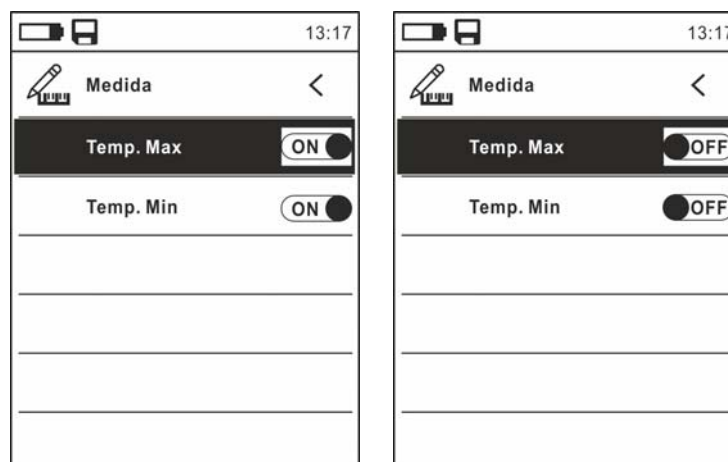 13:17
Medida
Temp. Max ON
Temp. Min ON
13:17
Medida
Temp. Max OFF
Temp. Min OFF